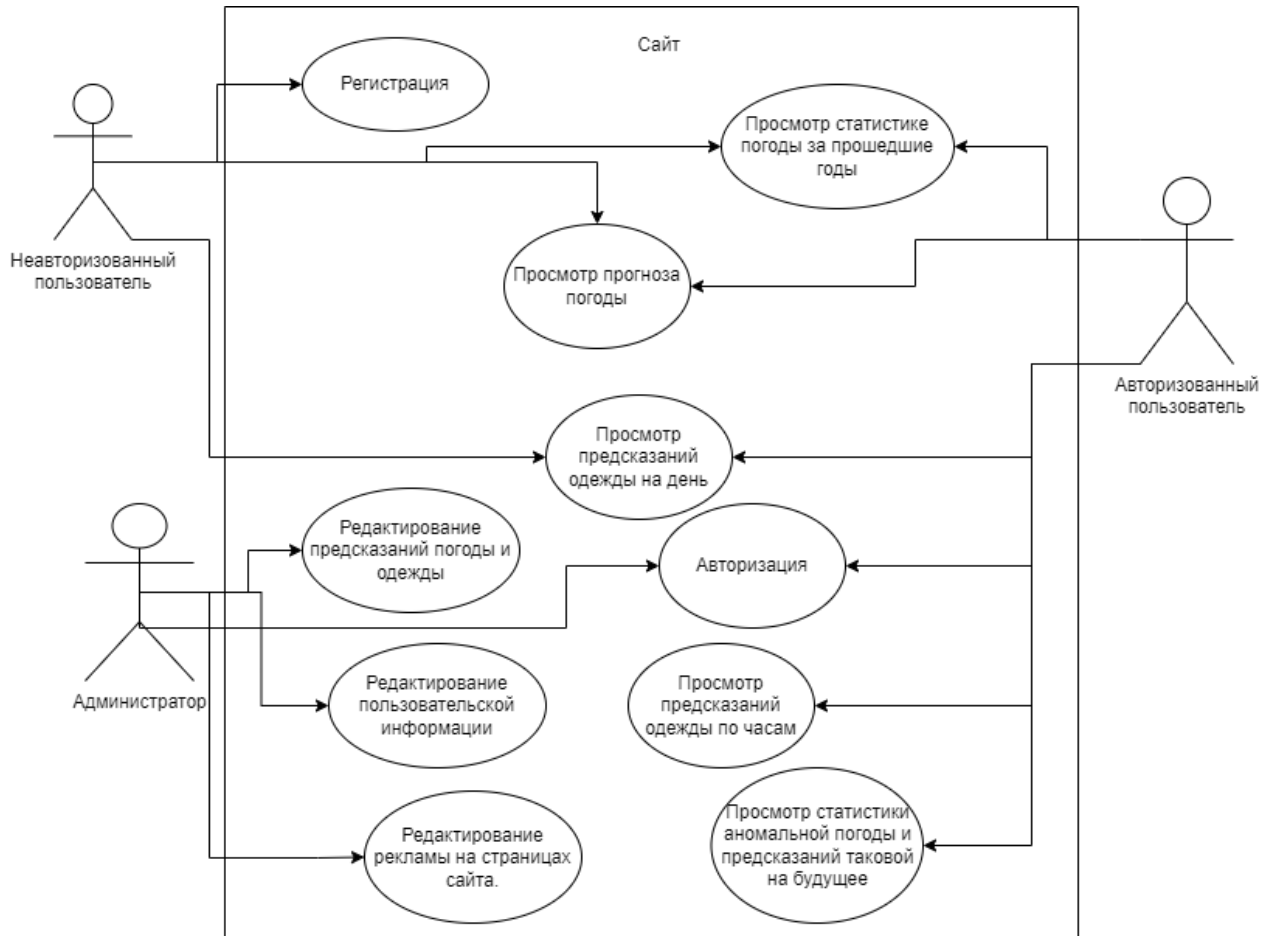 Сайт
Регистрация
Просмотр статистике
погоды за прошедшие
годы
Неавторизованный
пользователь
Просмотр прогноза
погоды
Авторизованный
пользователь
Просмотр
предсказаний
одежды на день
Редактирование
предсказаний погоды и
одежды
Авторизация
Администратор
Редактирование
пользовательской
информации
Просмотр
предсказаний
одежды по часам
Редактирование
рекламы на страницах
сайта.
Просмотр статистики
аномальной погоды и
предсказаний таковой
на будущее